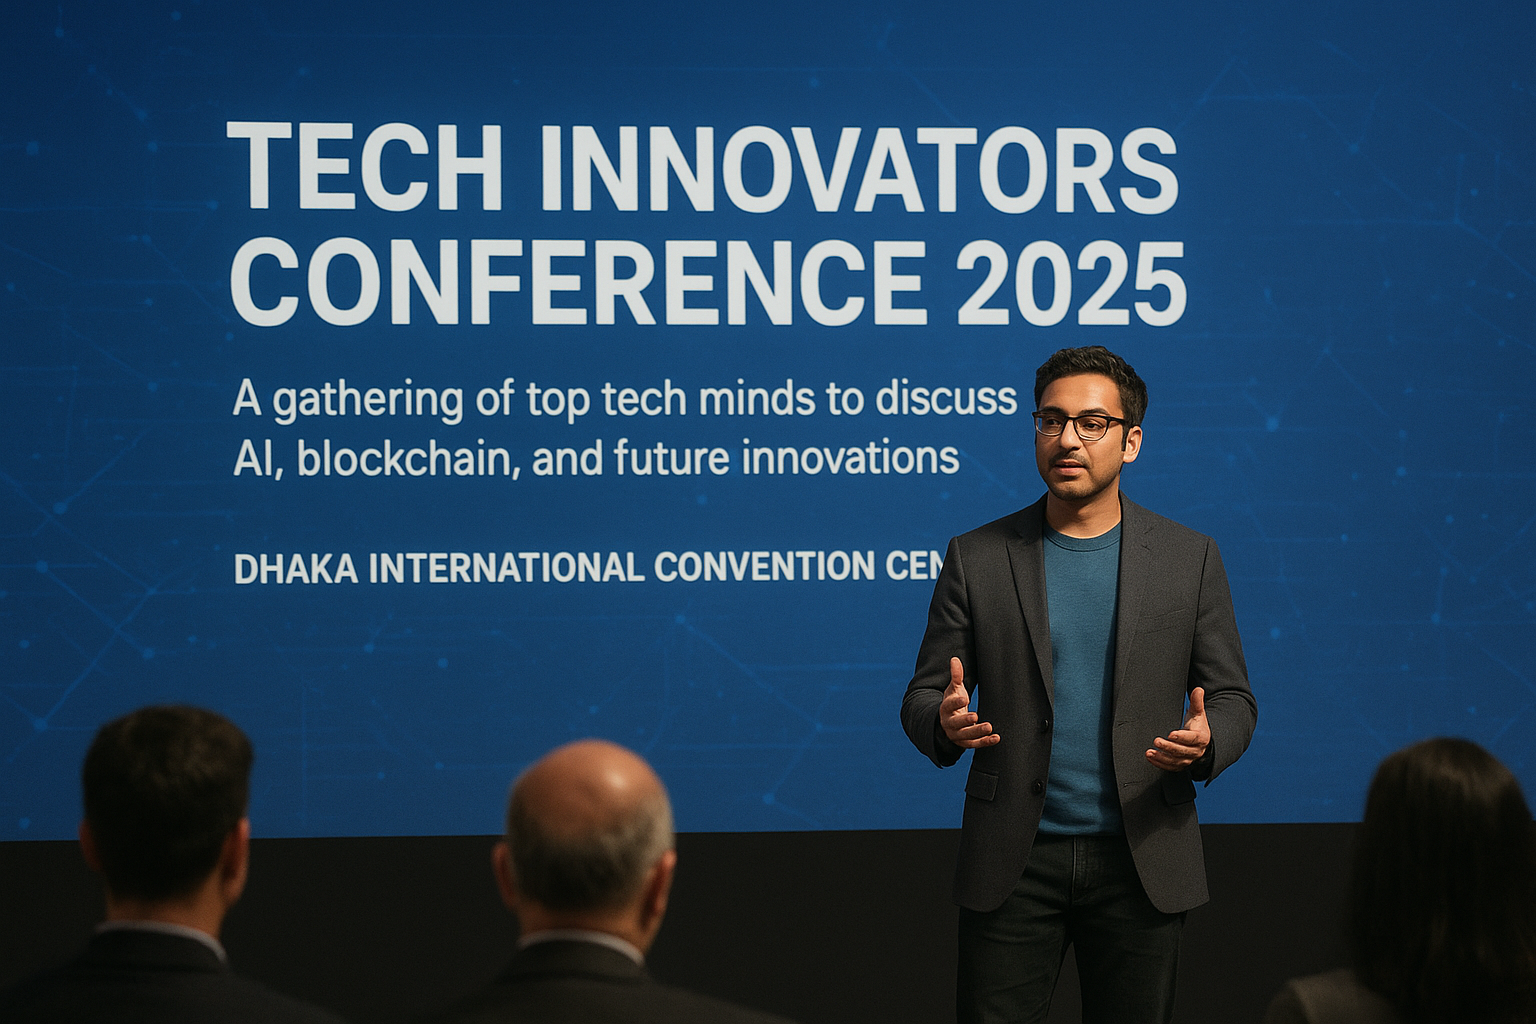 TECH INNOVATORS
CONFERENCE 2025
A gathering of top tech minds to discuss
AI, blockchain, and future innovations
DHAKA INTERNATIONAL CONVENTION